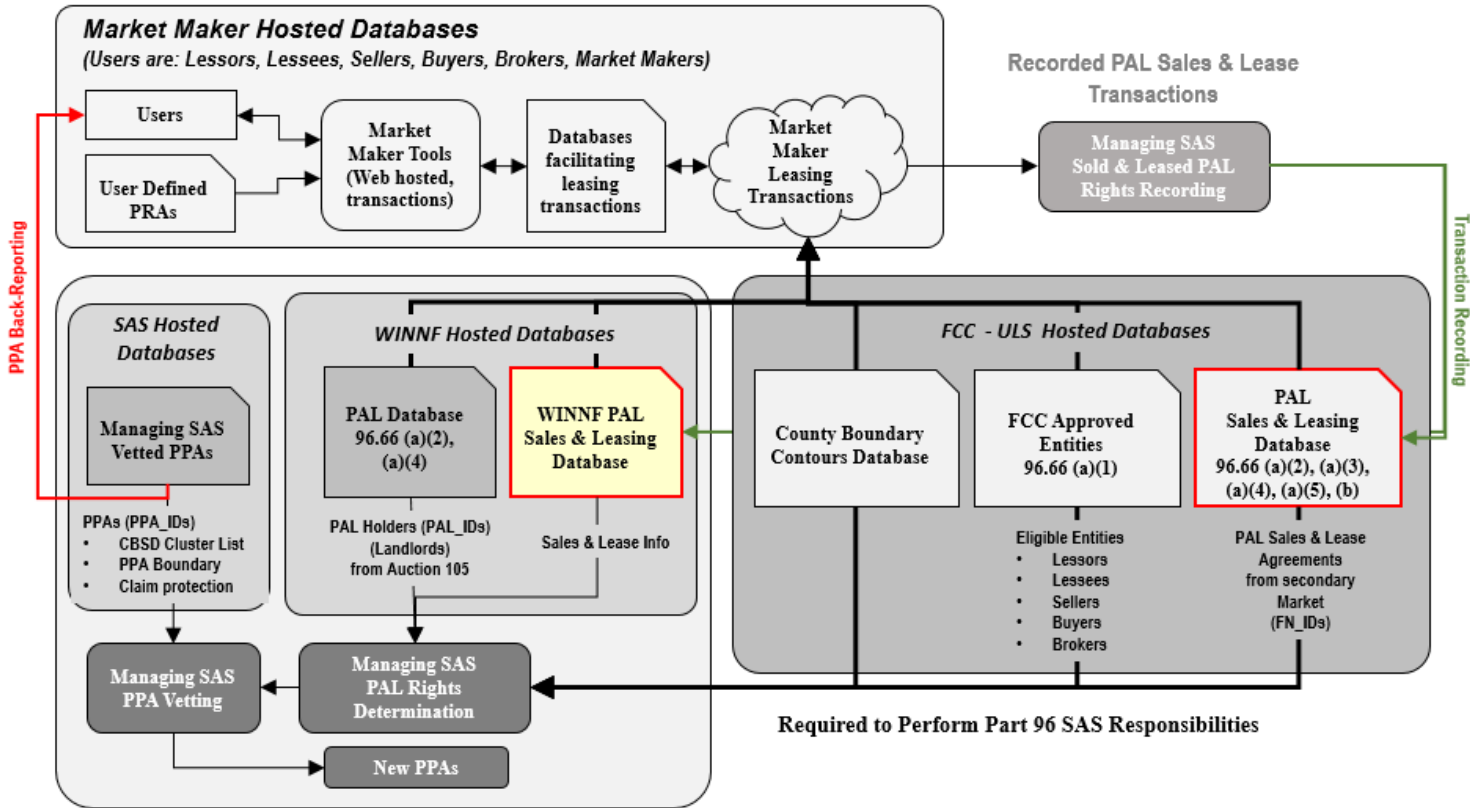 Market Maker Hosted Databases
(Users are: Lessors, Lessees, Sellers, Buyers, Brokers, Market Makers)
Users
User Defined
PRAs
Market
Maker Tools
(Web hosted,
transactions)
Databases
facilitating
leasing
transactions
Market
Maker
Leasing
Transactions
Recorded PAL Sales & Lease
Transactions
Managing SAS
Sold & Leased PAL
Rights Recording
PPA Back-Reporting
Transaction Recording
SAS Hosted
Databases
Managing SAS
Vetted PPAs
PPAs (PPA_IDs)
• CBSD Cluster List
• PPA Boundary
• Claim protection
WINNF Hosted Databases
PAL Database
96.66 (a)(2),
(a)(4)
PAL Holders (PAL_IDs)
(Landlords)
from Auction 105
WINNF PAL
Sales & Leasing
Database
Sales & Lease Info
FCC - ULS Hosted Databases
County Boundary
Contours Database
FCC Approved
Entities
96.66 (a)(1)
Eligible Entities
• Lessors
• Lessees
• Sellers
• Buyers
• Brokers
PAL
Sales & Leasing
Database
96.66 (a)(2), (a)(3),
(a)(4), (a)(5), (b)
PAL Sales & Lease
Agreements
from secondary
Market
(FN_IDs)
Managing SAS
PPA Vetting
Managing SAS
PAL Rights
Determination
New PPAs
Required to Perform Part 96 SAS Responsibilities